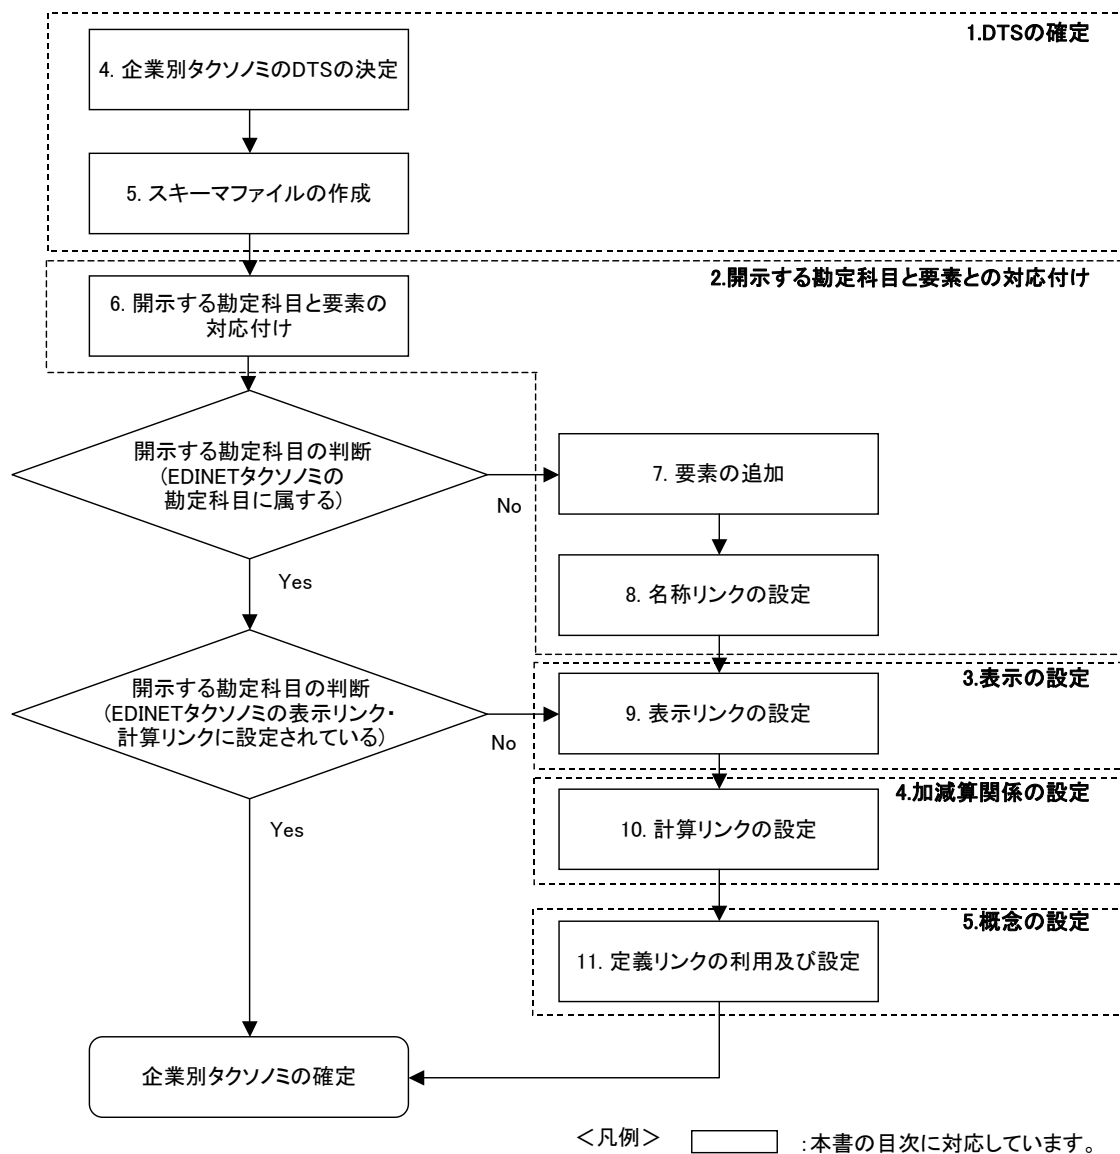 1.DTSの確定
4. 企業別タクソノミのDTSの決定
5. スキーマファイルの作成
2.開示する勘定科目と要素との対応付け
6. 開示する勘定科目と要素の
対応付け
開示する勘定科目の判断
(EDINETタクソノミの
勘定科目に属する)
No
Yes
7. 要素の追加
8. 名称リンクの設定
3.表示の設定
開示する勘定科目の判断
(EDINETタクソノミの表示リンク・
計算リンクに設定されている)
No
Yes
9. 表示リンクの設定
4.加減算関係の設定
10. 計算リンクの設定
5.概念の設定
11. 定義リンクの利用及び設定
企業別タクソノミの確定
＜凡例＞
:本書の目次に対応しています。